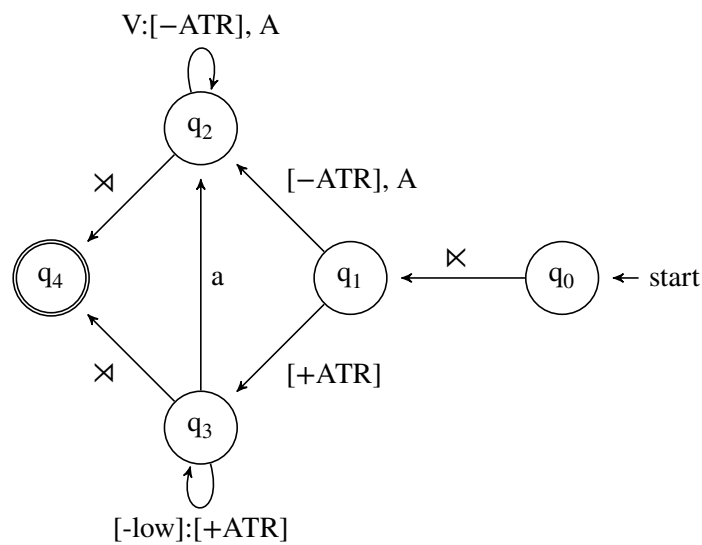 V:[−ATR], A
q₂
⋊
[−ATR], A
q₄
a
q₁
⋉
q₀
start
⋊
[+ATR]
q₃
[-low]:[+ATR]